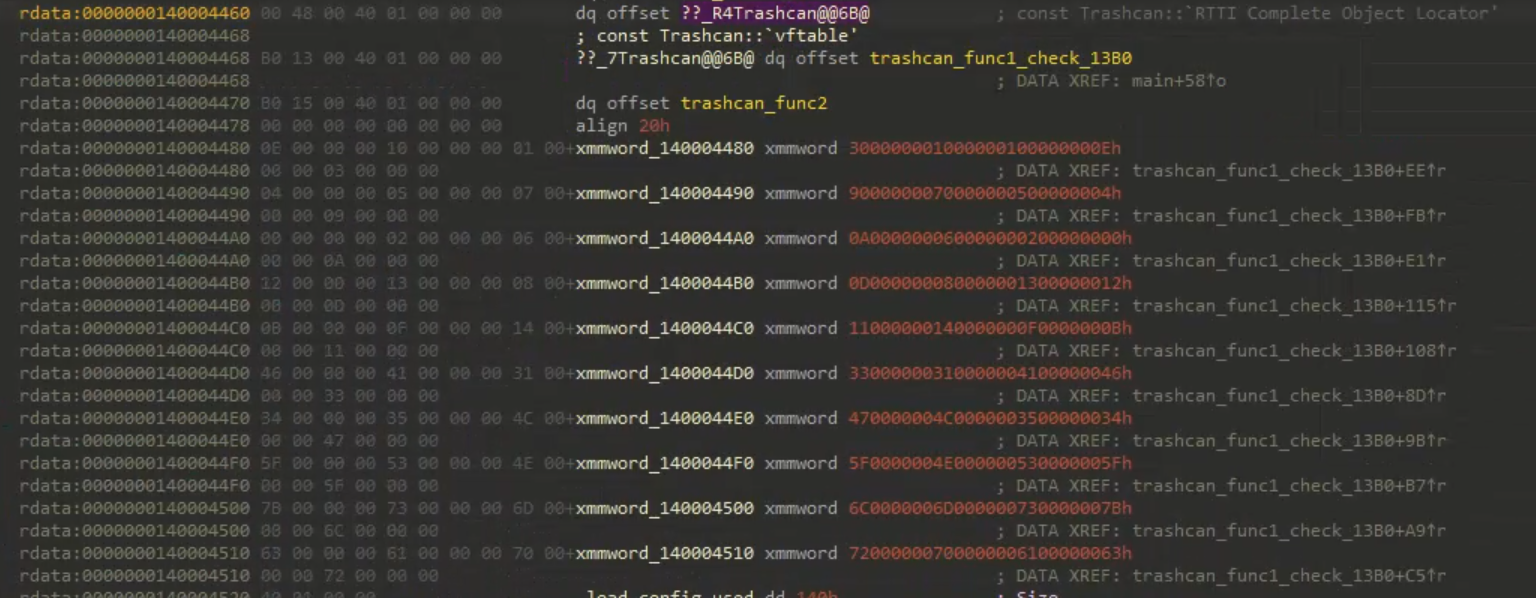 rdata:0000000140004460 00 48 00 40 01 00 00 00 dq offset ??_R4Trashcan@@6B@ ; const Trashcan::`RTTI Complete Object Locator'
rdata:0000000140004468 ; const Trashcan::`vftable'
rdata:0000000140004468 B0 13 00 40 01 00 00 00 ??_7Trashcan@@6B@ dq offset trashcan_func1_check_13B0
rdata:0000000140004468 ; DATA XREF: main+58↑o
rdata:0000000140004470 B0 15 00 40 01 00 00 00 dq offset trashcan_func2
rdata:0000000140004478 00 00 00 00 00 00 00 00 align 20h
rdata:0000000140004480 0E 00 00 00 10 00 00 00 01 00+xmmword_140004480 xmmword 30000000100000010000000Eh
rdata:0000000140004480 00 00 03 00 00 00 ; DATA XREF: trashcan_func1_check_13B0+EE↑r
rdata:0000000140004490 04 00 00 00 05 00 00 00 07 00+xmmword_140004490 xmmword 9000000070000000500000004h
rdata:0000000140004490 00 00 09 00 00 00 ; DATA XREF: trashcan_func1_check_13B0+FB↑r
rdata:00000001400044A0 00 00 00 00 02 00 00 00 06 00+xmmword_1400044A0 xmmword 0A000000060000000200000000h
rdata:00000001400044A0 00 00 0A 00 00 00 ; DATA XREF: trashcan_func1_check_13B0+E1↑r
rdata:00000001400044B0 12 00 00 00 13 00 00 00 08 00+xmmword_1400044B0 xmmword 0D000000080000001300000012h
rdata:00000001400044B0 00 00 0D 00 00 00 ; DATA XREF: trashcan_func1_check_13B0+115↑r
rdata:00000001400044C0 0B 00 00 00 0F 00 00 00 14 00+xmmword_1400044C0 xmmword 11000000140000000F0000000Bh
rdata:00000001400044C0 00 00 11 00 00 00 ; DATA XREF: trashcan_func1_check_13B0+108↑r
rdata:00000001400044D0 46 00 00 00 41 00 00 00 31 00+xmmword_1400044D0 xmmword 33000000310000004100000046h
rdata:00000001400044D0 00 00 33 00 00 00 ; DATA XREF: trashcan_func1_check_13B0+8D↑r
rdata:00000001400044E0 34 00 00 00 35 00 00 00 4C 00+xmmword_1400044E0 xmmword 470000004C0000003500000034h
rdata:00000001400044E0 00 00 47 00 00 00 ; DATA XREF: trashcan_func1_check_13B0+9B↑r
rdata:00000001400044F0 5F 00 00 00 53 00 00 00 4E 00+xmmword_1400044F0 xmmword 5F0000004E000000530000005Fh
rdata:00000001400044F0 00 00 5F 00 00 00 ; DATA XREF: trashcan_func1_check_13B0+B7↑r
rdata:0000000140004500 7B 00 00 00 73 00 00 00 6D 00+xmmword_140004500 xmmword 6C0000006D000000730000007Bh
rdata:0000000140004500 00 00 6C 00 00 00 ; DATA XREF: trashcan_func1_check_13B0+A9↑r
rdata:0000000140004510 63 00 00 00 61 00 00 00 70 00+xmmword_140004510 xmmword 72000000700000006100000063h
rdata:0000000140004510 00 00 72 00 00 00 ; DATA XREF: trashcan_func1_check_13B0+C5↑r
rdata:0000000140004520 40 01 00 00 load_config_used dd 140h ; Size